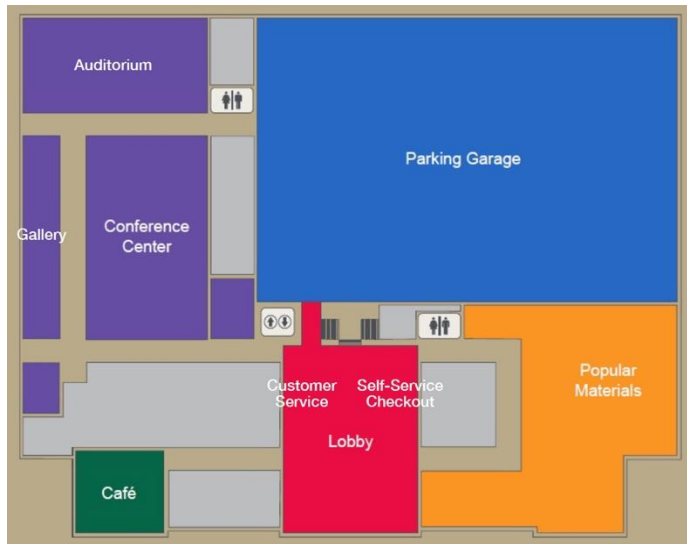 Auditorium
Parking Garage
Gallery
Conference
Center
Popular
Materials
Customer
Service
Self-Service
Checkout
Lobby
Café